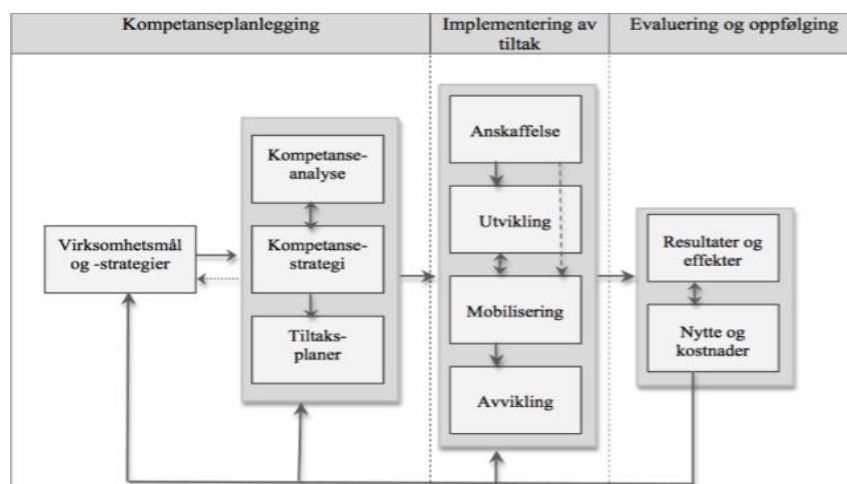 Kompetanseplanlegging
Implementering av
tiltak
Evaluering og oppfølging
Virksomhetsmål
og -strategier
Kompetanse-
analyse
Kompetanse-
strategi
Tiltaks-
planer
Anskaffelse
Utvikling
Mobilisering
Avvikling
Resultater og
effekter
Nytte og
kostnader